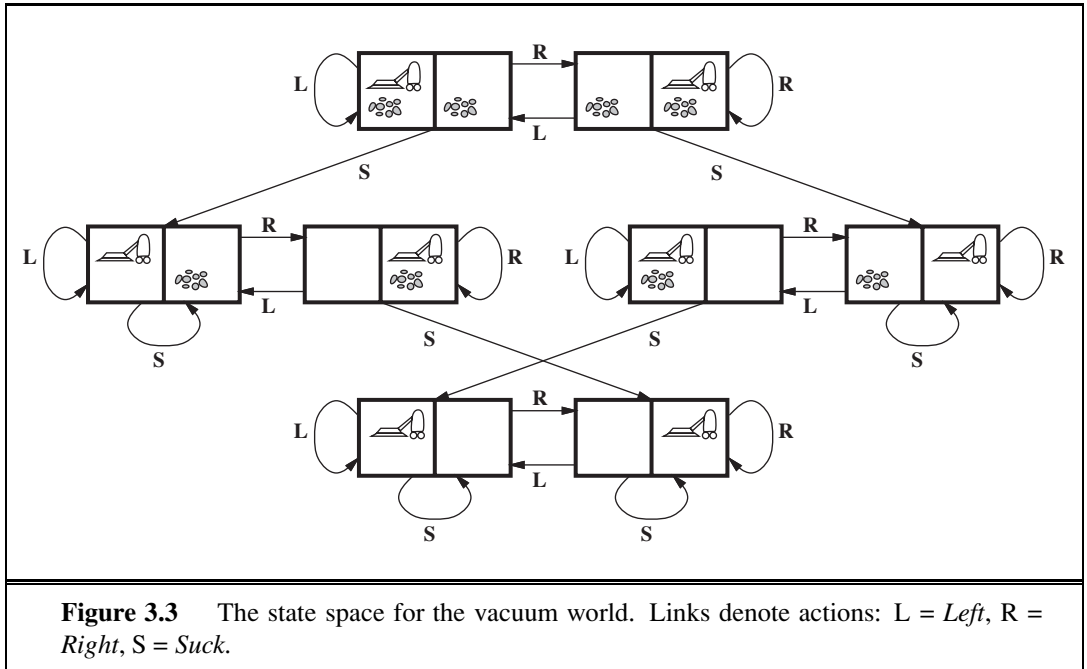 R
L
R
L
S
S
R
R
L
R
L
R
L
L
S
S
S
S
R
L
R
L
S
S
Figure 3.3 The state space for the vacuum world. Links denote actions: L = Left, R =
Right, S = Suck.